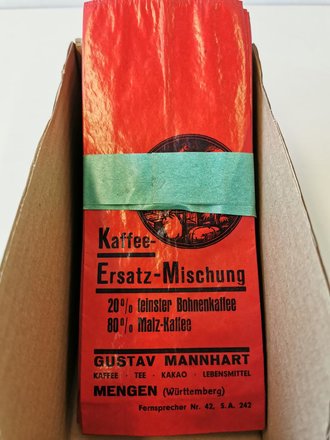 Kaffee-
Ersatz-Mischung
20% feinster Bohnenkaffee
80% Malz-Kaffee
GUSTAV MANNHART
KAFFEE · TEE · KAKAO · LEBENSMITTEL
MENGEN (Württemberg)
Fernsprecher Nr. 42, S.A. 242